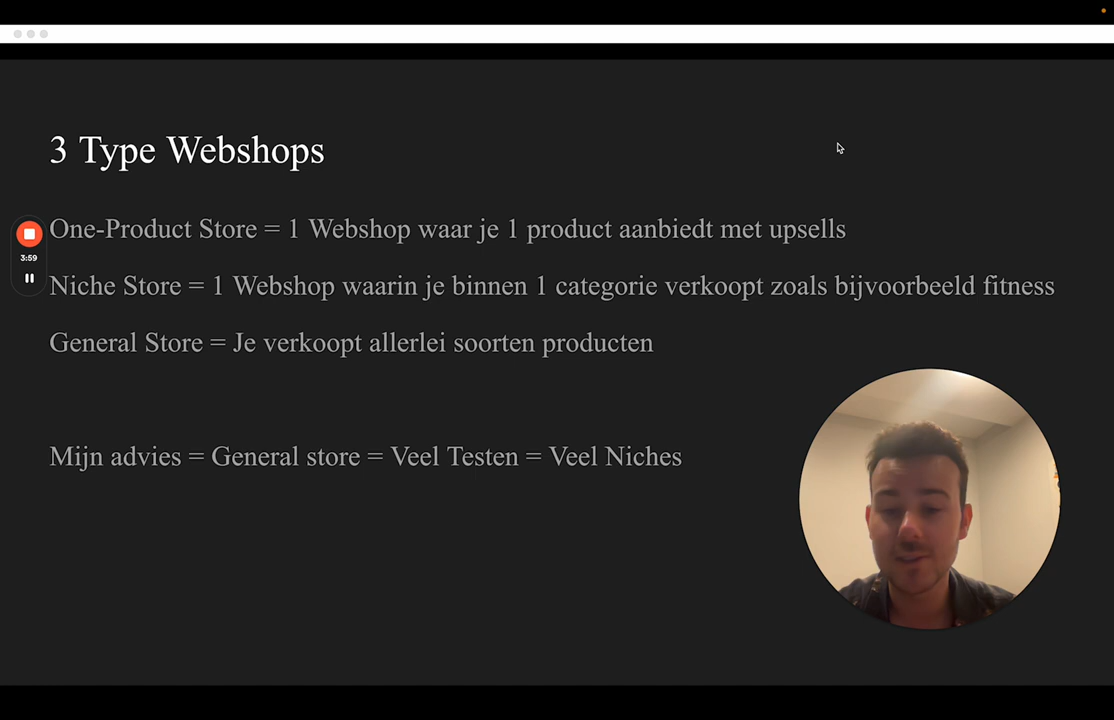 3 Type Webshops
One-Product Store = 1 Webshop waar je 1 product aanbiedt met upsells
3:59
Niche Store = 1 Webshop waarin je binnen 1 categorie verkoopt zoals bijvoorbeeld fitness
General Store = Je verkoopt allerlei soorten producten
Mijn advies = General store = Veel Testen = Veel Niches